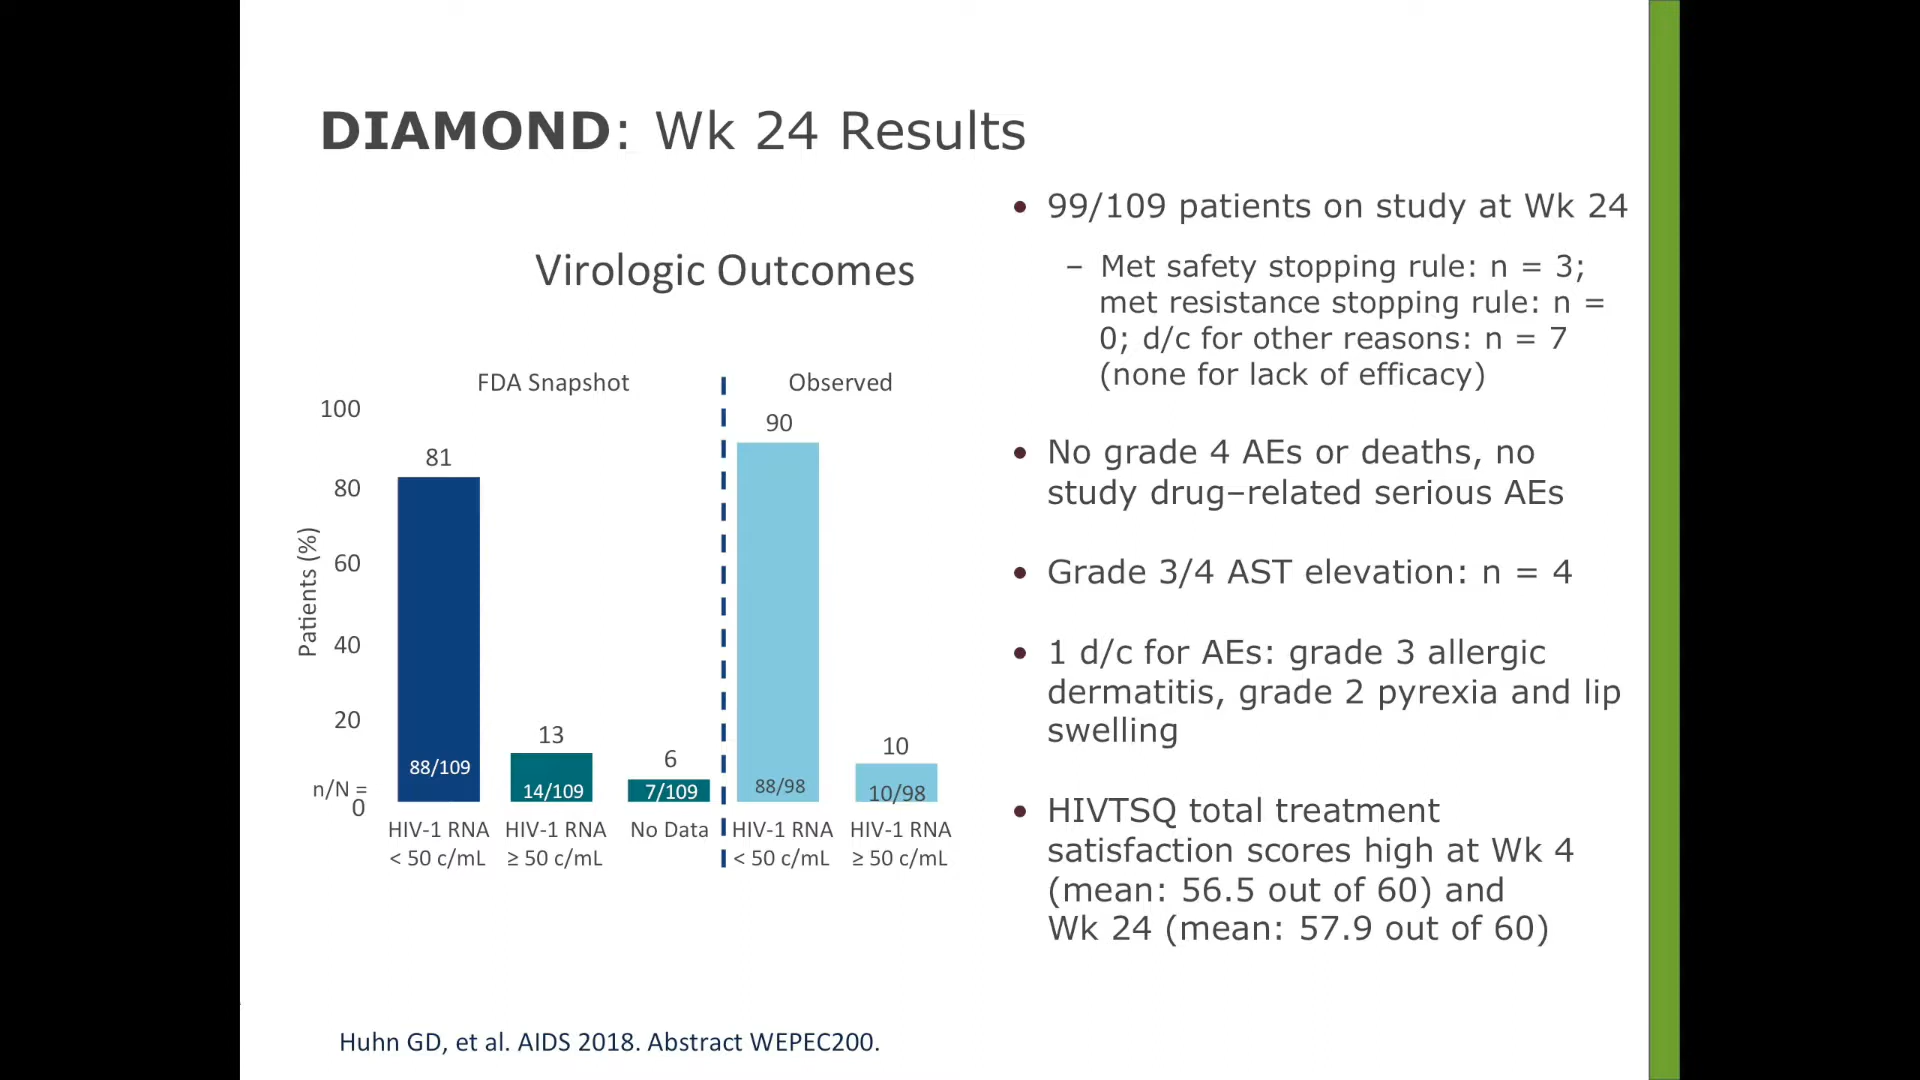 DIAMOND: Wk 24 Results
Virologic Outcomes
FDA Snapshot
Observed
Patients (%)
100
80
60
40
20
n/N =
0
81
13
6
90
10
88/109
14/109
7/109
88/98
10/98
HIV-1 RNA
< 50 c/mL
HIV-1 RNA
≥ 50 c/mL
No Data
HIV-1 RNA
< 50 c/mL
HIV-1 RNA
≥ 50 c/mL
• 99/109 patients on study at Wk 24
– Met safety stopping rule: n = 3;
met resistance stopping rule: n =
0; d/c for other reasons: n = 7
(none for lack of efficacy)
• No grade 4 AEs or deaths, no
study drug–related serious AEs
• Grade 3/4 AST elevation: n = 4
• 1 d/c for AEs: grade 3 allergic
dermatitis, grade 2 pyrexia and lip
swelling
• HIVTSQ total treatment
satisfaction scores high at Wk 4
(mean: 56.5 out of 60) and
Wk 24 (mean: 57.9 out of 60)
Huhn GD, et al. AIDS 2018. Abstract WEPEC200.